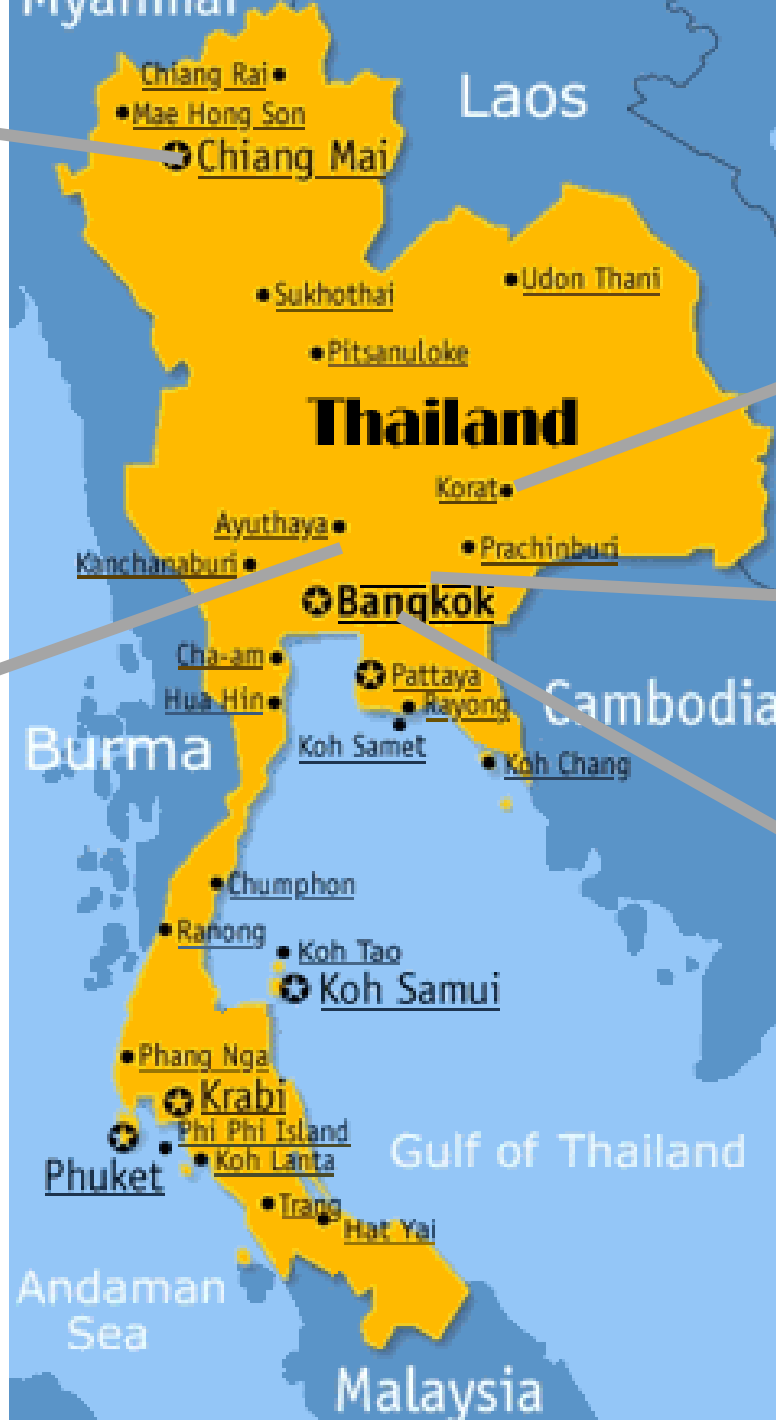 Myanmar
Chiang Rai
Laos
Mae Hong Son
Chiang Mai
Udon Thani
Sukhothai
Pitsanuloke
Thailand
Korat
Ayuthaya
Prachinburi
Kanchanaburi
Bangkok
Cha-am
Pattaya
Hua Hin
Rayong
Cambodia
Koh Samet
Burma
Koh Chang
Chumphon
Ranong
Koh Tao
Koh Samui
Phang Nga
Krabi
Phi Phi Island
Gulf of Thailand
Koh Lanta
Phuket
Trang
Hat Yai
Andaman
Sea
Malaysia